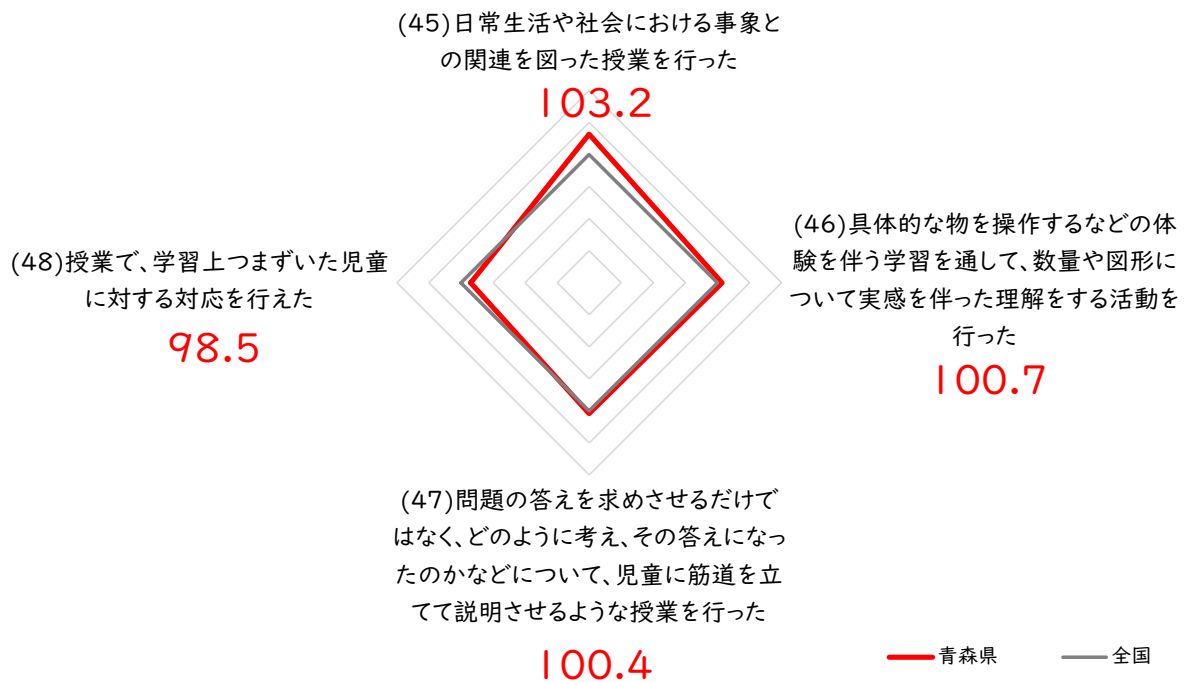 (45)日常生活や社会における事象と
の関連を図った授業を行った
103.2
(46)具体的な物を操作するなどの体
験を伴う学習を通して、数量や図形に
ついて実感を伴った理解をする活動を
行った
100.7
(47)問題の答えを求めさせるだけで
はなく、どのように考え、その答えになっ
たのかなどについて、児童に筋道を立
てて説明させるような授業を行った
100.4
(48)授業で、学習上つまずいた児童
に対する対応を行えた
98.5
青森県
全国